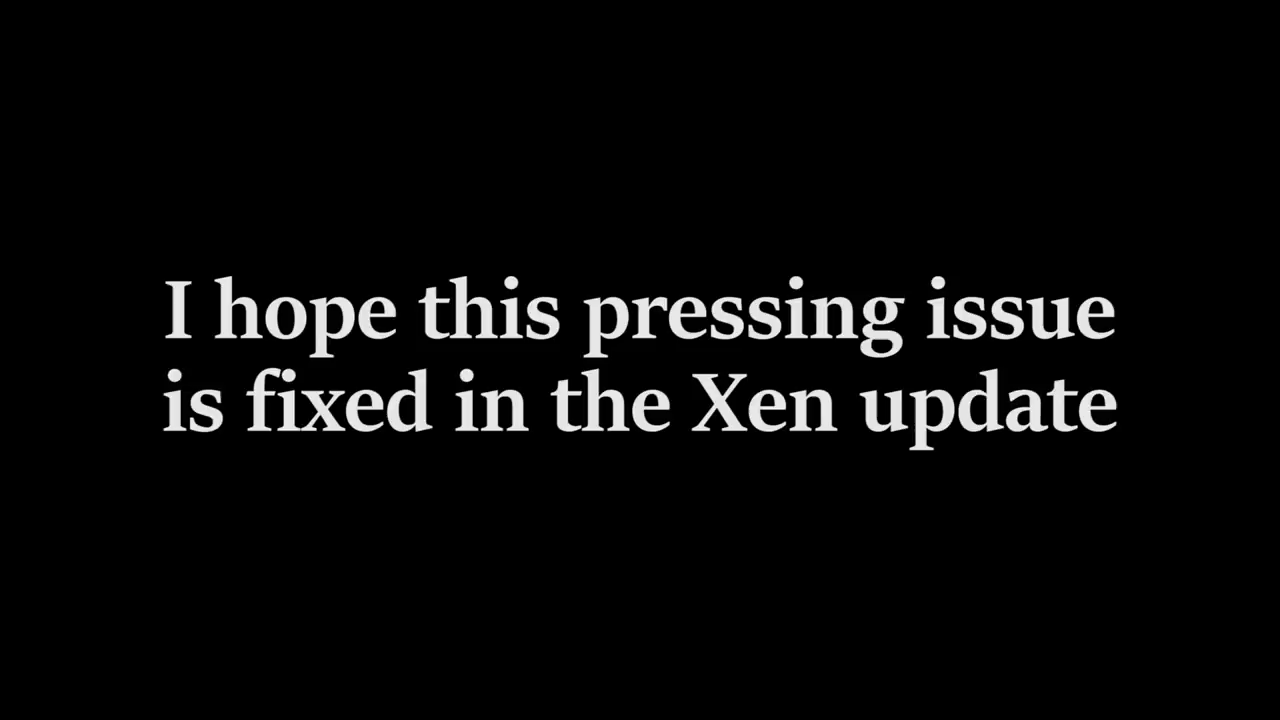 I hope this pressing issue
is fixed in the Xen update